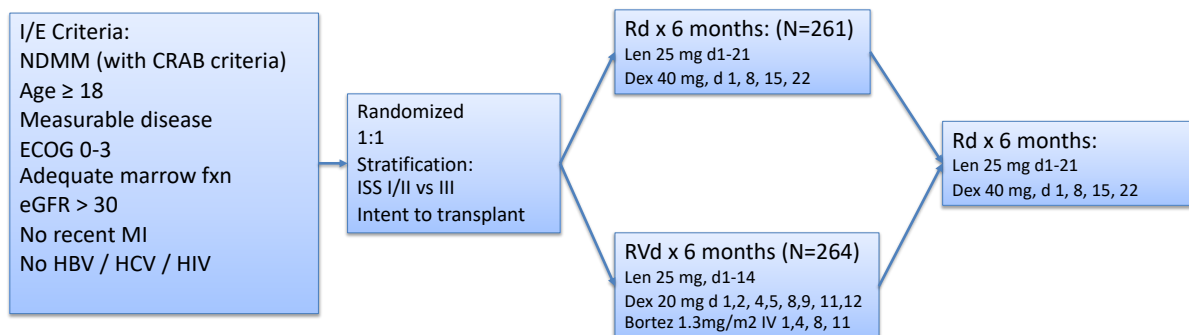 I/E Criteria:
NDMM (with CRAB criteria)
Age ≥ 18
Measurable disease
ECOG 0-3
Adequate marrow fxn
eGFR > 30
No recent MI
No HBV / HCV / HIV
Randomized
1:1
Stratification:
ISS I/II vs III
Intent to transplant
Rd x 6 months: (N=261)
Len 25 mg d1-21
Dex 40 mg, d 1, 8, 15, 22
RVd x 6 months (N=264)
Len 25 mg, d1-14
Dex 20 mg d 1,2, 4,5, 8,9, 11,12
Bortez 1.3mg/m2 IV 1,4, 8, 11
Rd x 6 months:
Len 25 mg d1-21
Dex 40 mg, d 1, 8, 15, 22